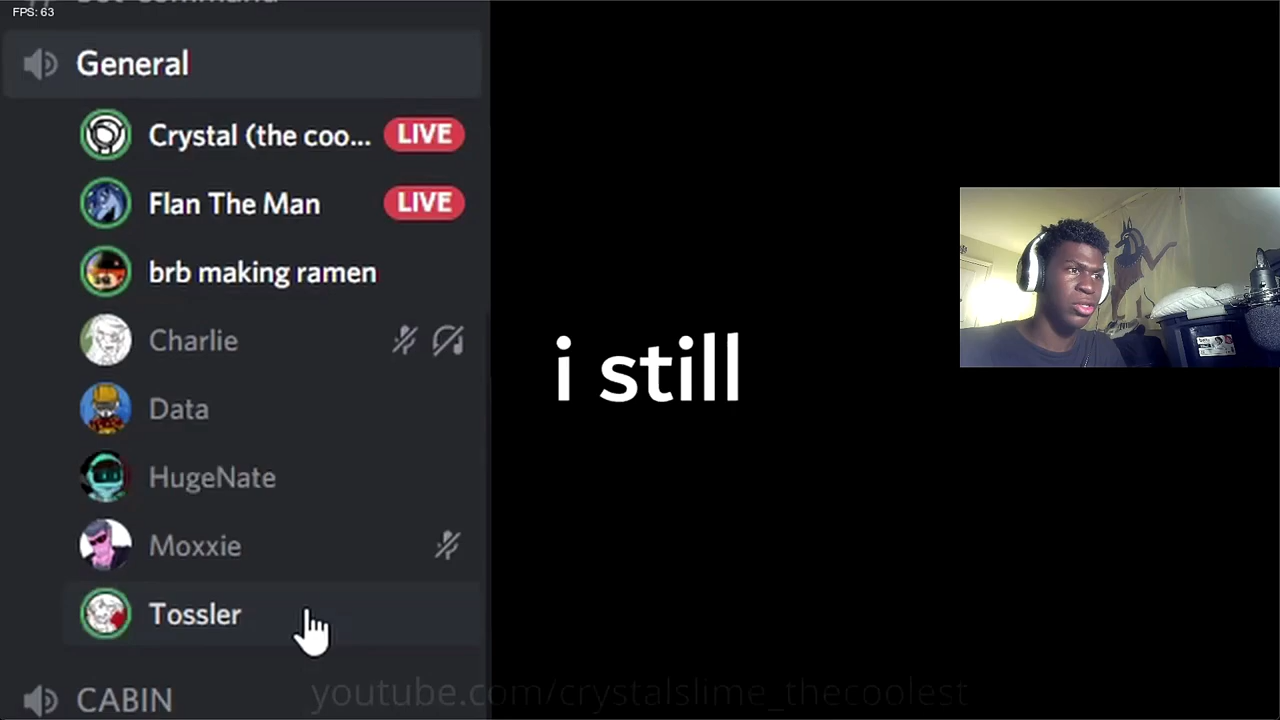 FPS: 63
General
Crystal (the coo... LIVE
Flan The Man LIVE
brb making ramen
Charlie
Data
HugeNate
Moxxie
Tossler
CABIN
i still
youtube.com/crystalslime_thecoolest